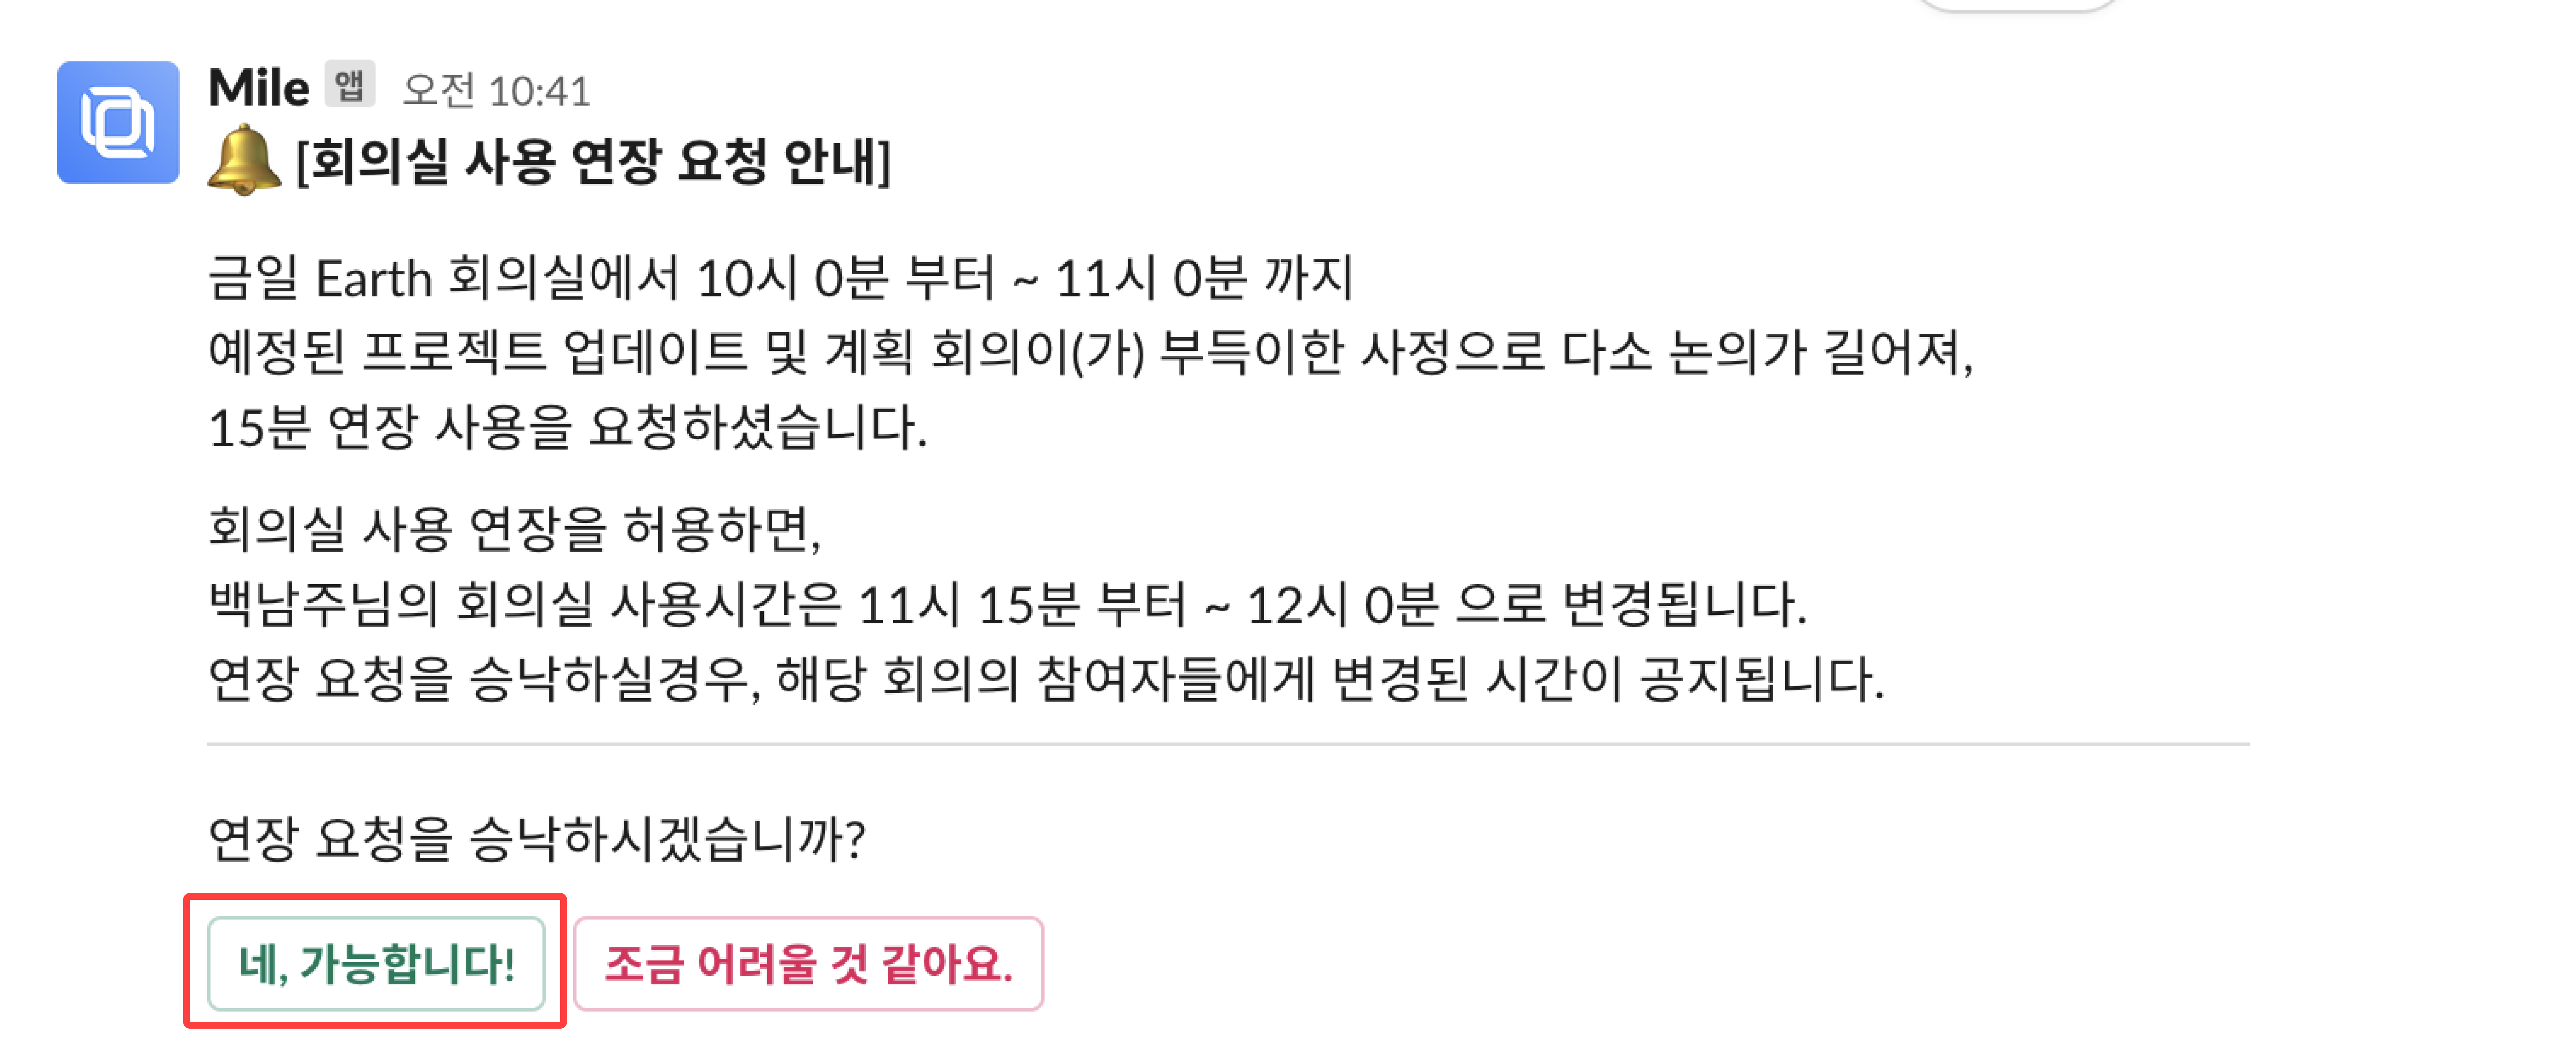 Mile 앱 오전 10:41
[회의실 사용 연장 요청 안내]
금일 Earth 회의실에서 10시 0분 부터 ~ 11시 0분 까지
예정된 프로젝트 업데이트 및 계획 회의이(가) 부득이한 사정으로 다소 논의가 길어져,
15분 연장 사용을 요청하셨습니다.
회의실 사용 연장을 허용하면,
백남주님의 회의실 사용시간은 11시 15분 부터 ~ 12시 0분 으로 변경됩니다.
연장 요청을 승낙하실경우, 해당 회의의 참여자들에게 변경된 시간이 공지됩니다.
연장 요청을 승낙하시겠습니까?
네, 가능합니다!
조금 어려울 것 같아요.